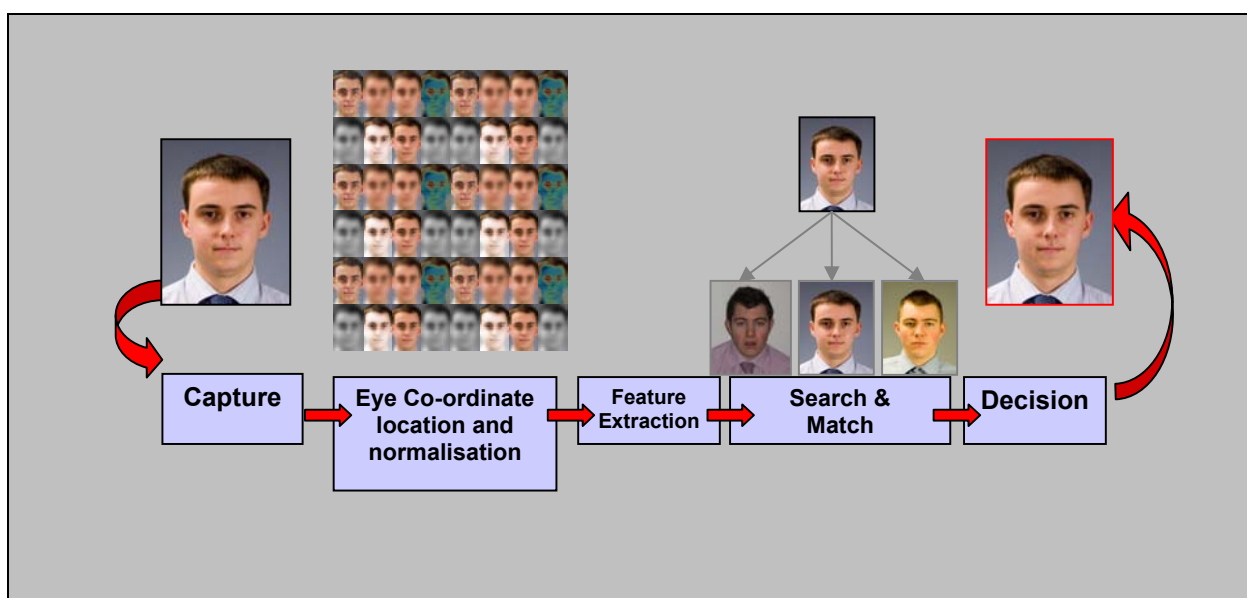 Capture
Eye Co-ordinate
location and
normalisation
Feature
Extraction
Search &
Match
Decision